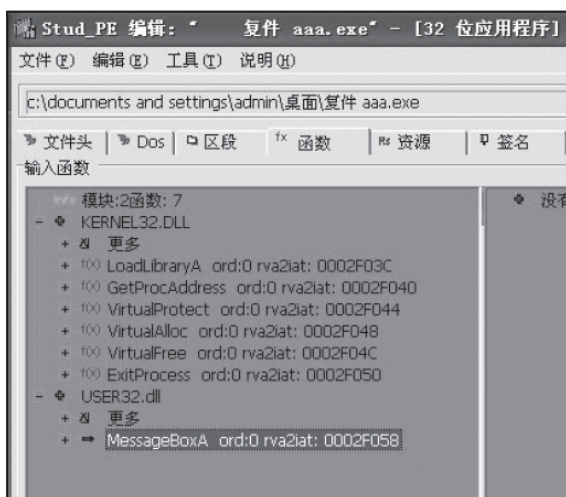 Stud_PE 编辑: “ 复件 aaa.exe“ - [32 位应用程序]
文件(F) 编辑(E) 工具(T) 说明(H)
c:\documents and settings\admin\桌面\复件 aaa.exe
文件头 Dos 区段 fx 函数 Rs 资源 签名
输入函数
模块:2函数: 7
- KERNEL32.DLL
+ 更多
+ f(x) LoadLibraryA ord:0 rva2iat: 0002F03C
+ f(x) GetProcAddress ord:0 rva2iat: 0002F040
+ f(x) VirtualProtect ord:0 rva2iat: 0002F044
+ f(x) VirtualAlloc ord:0 rva2iat: 0002F048
+ f(x) VirtualFree ord:0 rva2iat: 0002F04C
+ f(x) ExitProcess ord:0 rva2iat: 0002F050
- USER32.dll
+ 更多
+ MessageBoxA ord:0 rva2iat: 0002F058
没